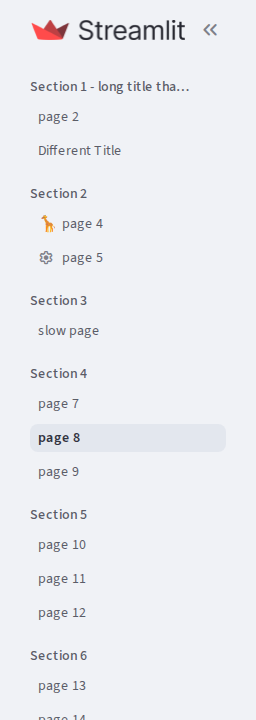 Streamlit
Section 1 - long title tha…
page 2
Different Title
Section 2
page 4
page 5
Section 3
slow page
Section 4
page 7
page 8
page 9
Section 5
page 10
page 11
page 12
Section 6
page 13
page 14